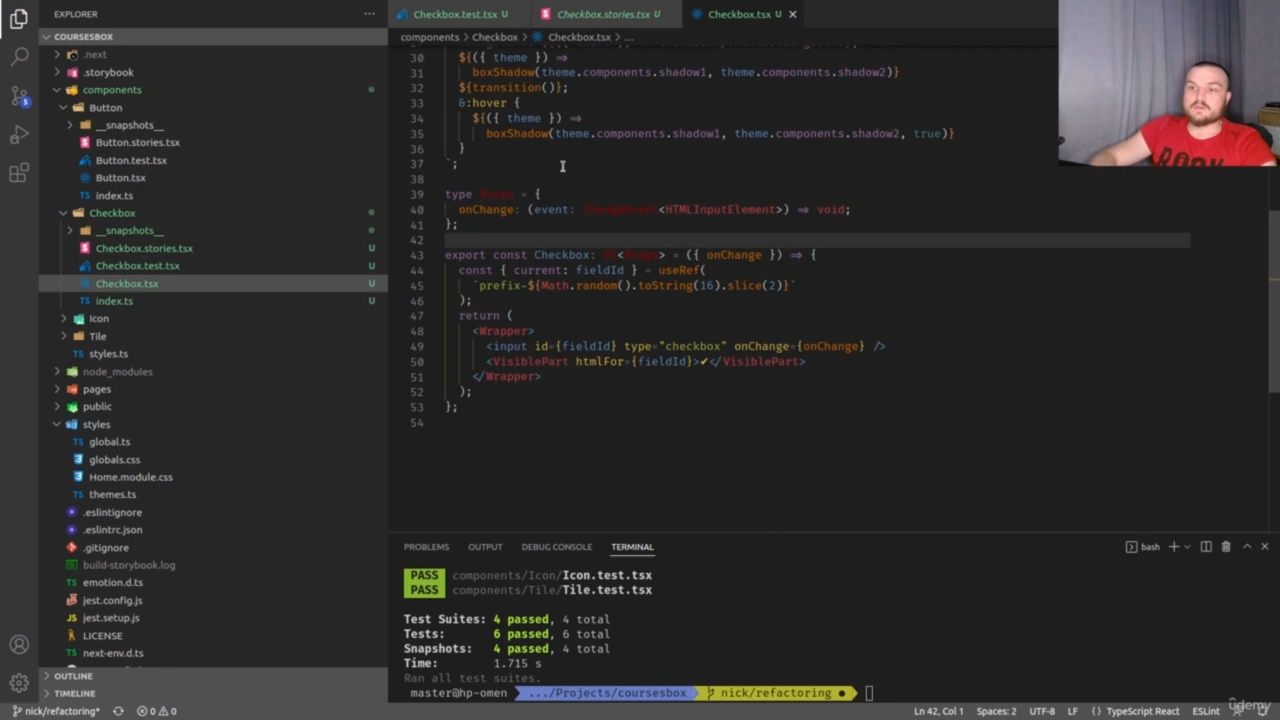 EXPLORER
COURSESBOX
.next
.storybook
components
Button
__snapshots__
Button.stories.tsx
Button.test.tsx
Button.tsx
index.ts
Checkbox
__snapshots__
Checkbox.stories.tsx U
Checkbox.test.tsx U
Checkbox.tsx U
index.ts U
Icon
Tile
styles.ts
node_modules
pages
public
styles
global.ts
globals.css
Home.module.css
themes.ts
.eslintignore
.eslintrc.json
.gitignore
build-storybook.log
emotion.d.ts
jest.config.js
jest.setup.js
LICENSE
next-env.d.ts
OUTLINE
TIMELINE
Checkbox.test.tsx U Checkbox.stories.tsx U Checkbox.tsx U
components > Checkbox > Checkbox.tsx > ...
30 ${({ theme }) =>
31 boxShadow(theme.components.shadow1, theme.components.shadow2)}
32 ${transition()};
33 &:hover {
34 ${({ theme }) =>
35 boxShadow(theme.components.shadow1, theme.components.shadow2, true)}
36 }
37 `;
38
39 type Props = {
40 onChange: (event: ChangeEvent<HTMLInputElement>) => void;
41 };
42
43 export const Checkbox: FC<Props> = ({ onChange }) => {
44 const { current: fieldId } = useRef(
45 `prefix-${Math.random().toString(16).slice(2)}`
46 );
47 return (
48 <Wrapper>
49 <input id={fieldId} type="checkbox" onChange={onChange} />
50 <VisiblePart htmlFor={fieldId}>✔</VisiblePart>
51 </Wrapper>
52 );
53 };
54
PROBLEMS OUTPUT DEBUG CONSOLE TERMINAL bash
PASS components/Icon/Icon.test.tsx
PASS components/Tile/Tile.test.tsx
Test Suites: 4 passed, 4 total
Tests: 6 passed, 6 total
Snapshots: 4 passed, 4 total
Time: 1.715 s
Ran all test suites.
master@hp-omen .../Projects/coursesbox nick/refactoring
nick/refactoring* 0 0 Ln 42, Col 1 Spaces: 2 UTF-8 LF {} TypeScript React ESLint
udemy